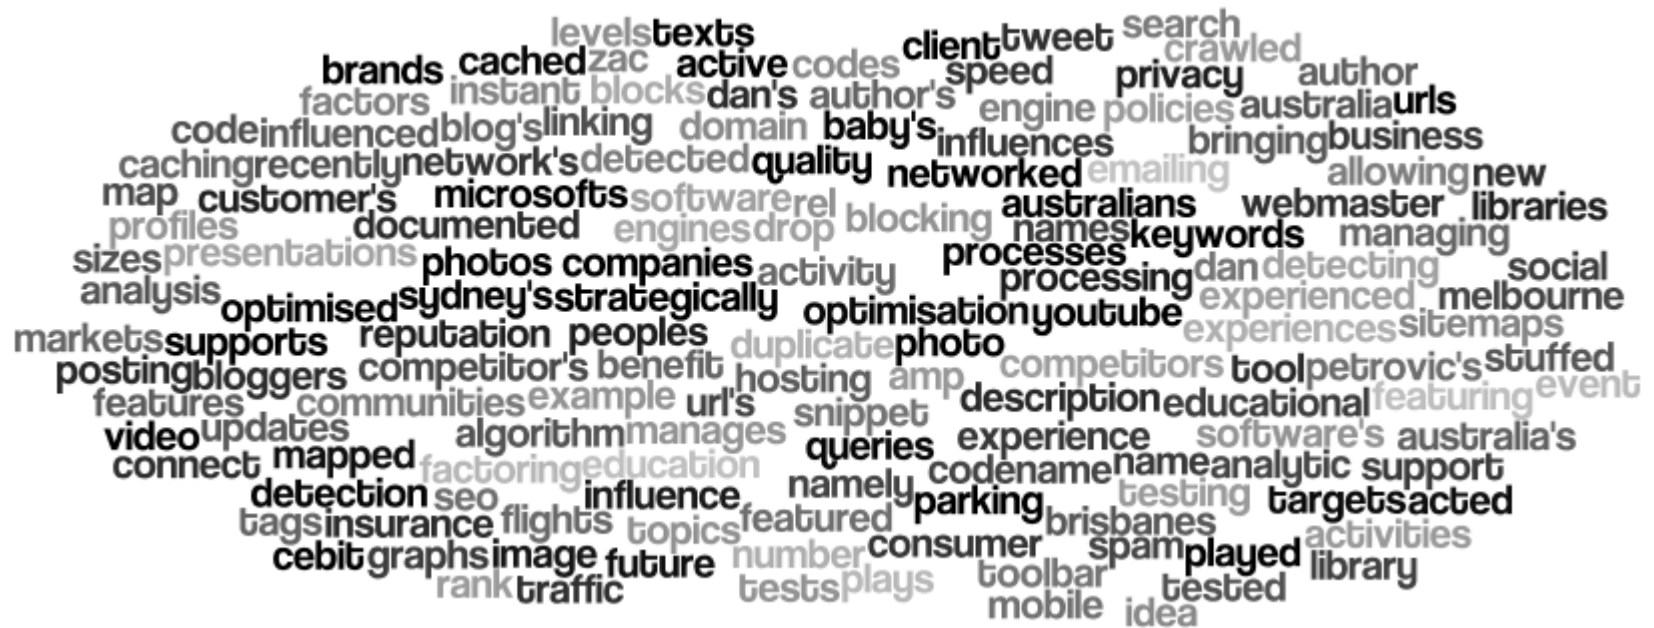 levels texts client tweet search
crawled
brands cached zac active codes speed privacy author
factors instant blocks dan's author's engine policies australia urls
code influenced blog's linking domain baby's influences bringing business
caching recently network's detected quality networked emailing allowing new
map customer's microsofts software rel australians webmaster libraries
profiles documented engines drop blocking names keywords managing
sizes presentations photos companies activity processes processing dan detecting social
analysis optimised sydney's strategically optimisation youtube experienced melbourne
markets supports reputation peoples duplicate photo experiences sitemaps
posting bloggers competitor's benefit hosting amp competitors tool petrovic's stuffed
features communities example url's snippet description educational featuring event
video updates algorithm manages queries experience software's australia's
connect mapped factoring education codename name analytic support
detection seo influence namely parking testing targets acted
tags insurance flights topics featured brisbanes activities
cebit graphs image future number consumer spam played library
rank traffic tests plays toolbar tested
mobile idea